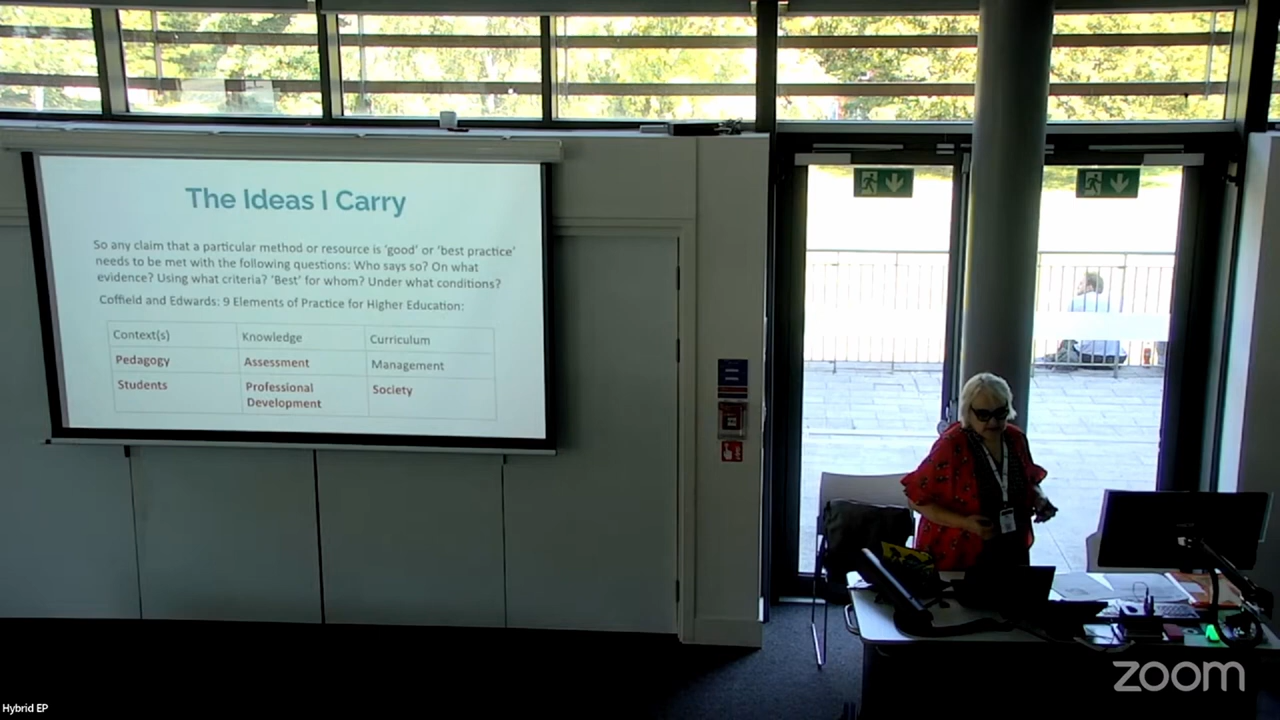 The Ideas I Carry
So any claim that a particular method or resource is 'good' or 'best practice'
needs to be met with the following questions: Who says so? On what
evidence? Using what criteria? 'Best' for whom? Under what conditions?
Coffield and Edwards: 9 Elements of Practice for Higher Education:
Context(s) Knowledge Curriculum
Pedagogy Assessment Management
Students Professional Development Society
zoom
Hybrid EP